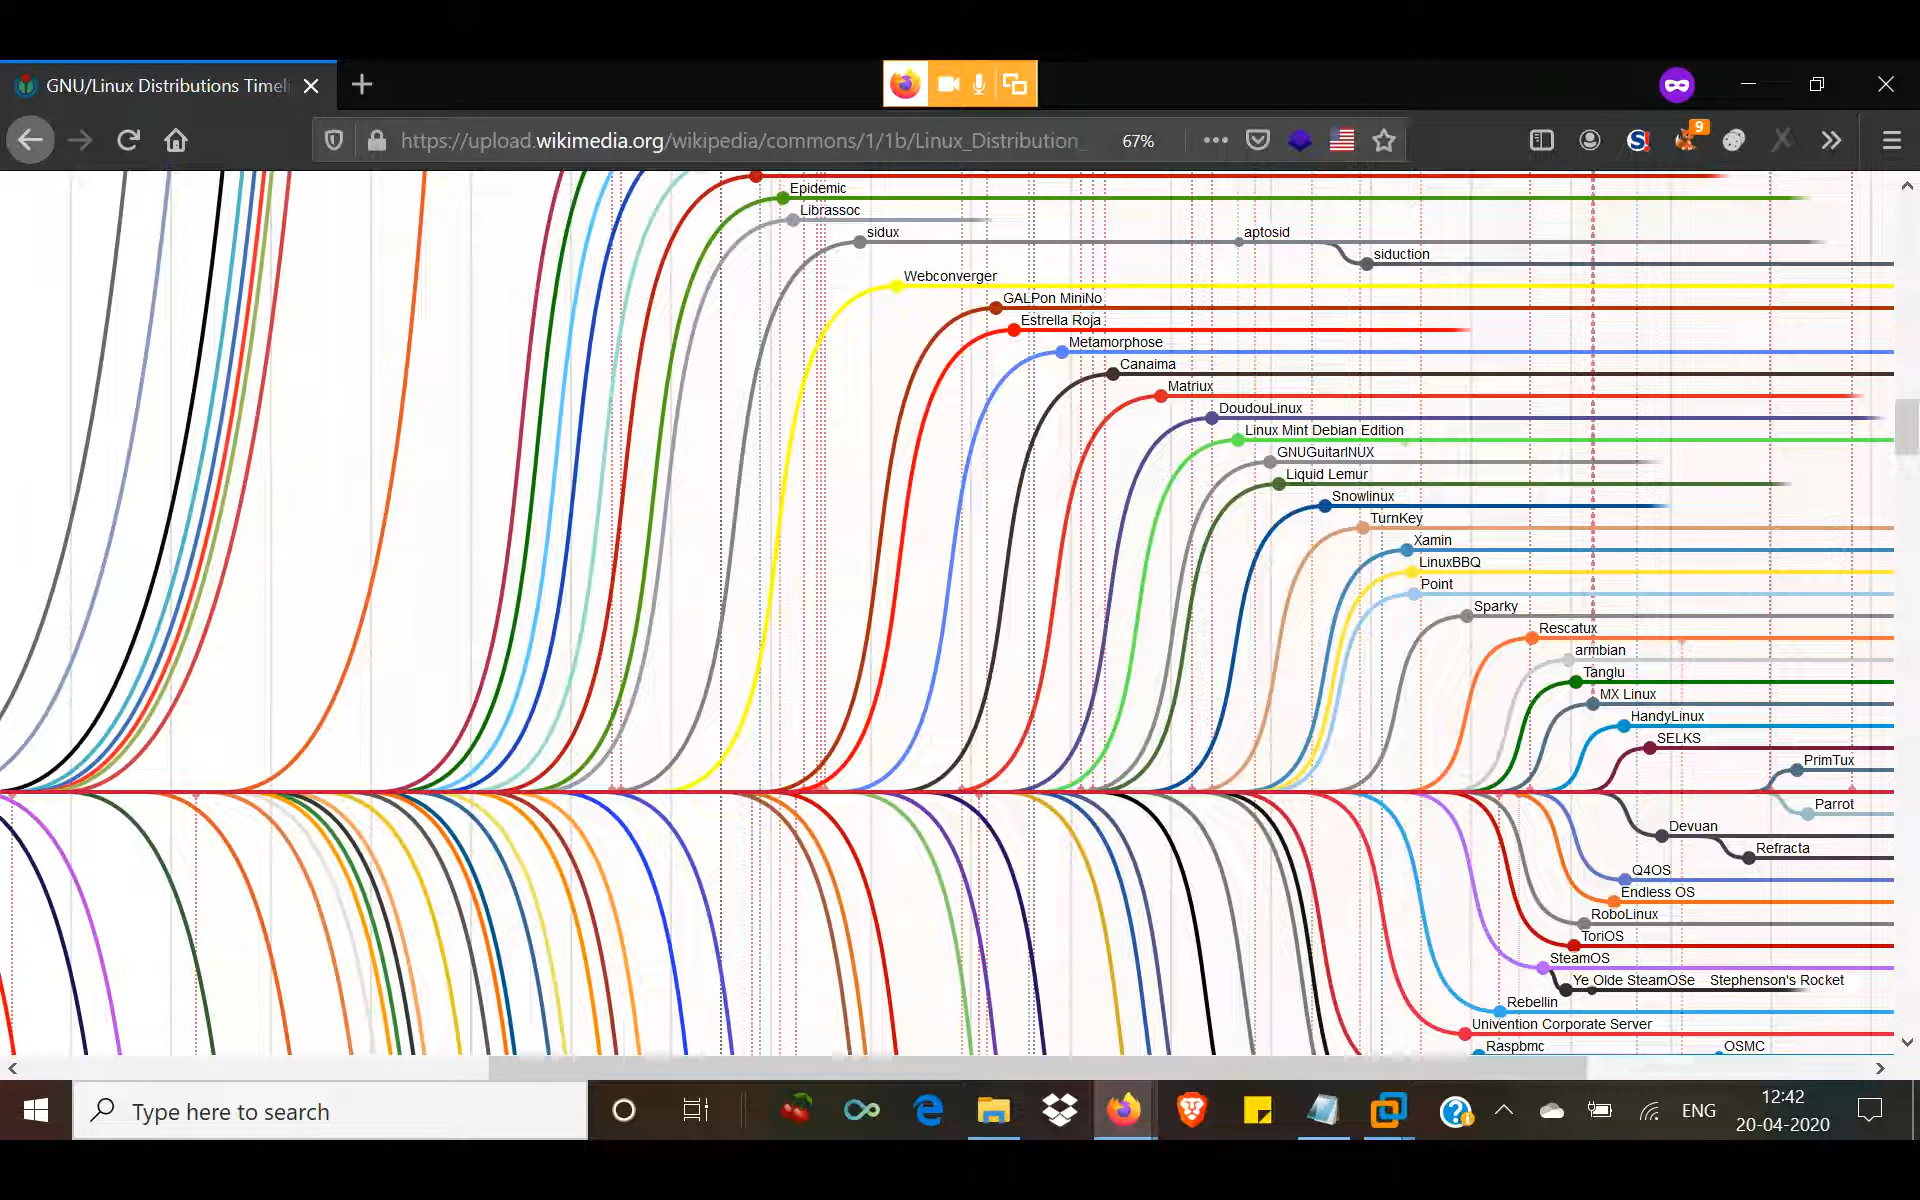 GNU/Linux Distributions Timel
https://upload.wikimedia.org/wikipedia/commons/1/1b/Linux_Distribution_
67%
9
Epidemic
Librassoc
sidux
aptosid
siduction
Webconverger
GALPon MiniNo
Estrella Roja
Metamorphose
Canaima
Matriux
DoudouLinux
Linux Mint Debian Edition
GNUGuitarINUX
Liquid Lemur
Snowlinux
TurnKey
Xamin
LinuxBBQ
Point
Sparky
Rescatux
armbian
Tanglu
MX Linux
HandyLinux
SELKS
PrimTux
Parrot
Devuan
Refracta
Q4OS
Endless OS
RoboLinux
ToriOS
SteamOS
Ye Olde SteamOSe Stephenson's Rocket
Rebellin
Univention Corporate Server
Raspbmc OSMC
Type here to search
ENG
12:42
20-04-2020